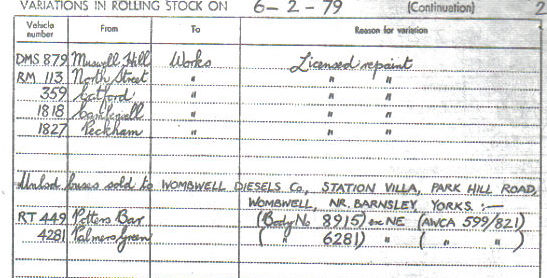 VARIATIONS IN ROLLING STOCK ON 6-2-79 (Continuation) 2
Vehicle number From To Reason for variation
DMS 879 Muswell Hill Works Licensed repaint
RM 113 North Street " " "
359 Catford " " "
1818 Camberwell " " "
1827 Peckham " " "
Unlicsd buses sold to WOMBWELL DIESELS Co, STATION VILLA, PARK HILL ROAD,
WOMBWELL, NR. BARNSLEY, YORKS. :—
RT 449 Potters Bar (Body No 8915) ex NE (AWCA 599/821)
4281 Palmers Green ( " 6281) " ( " " )